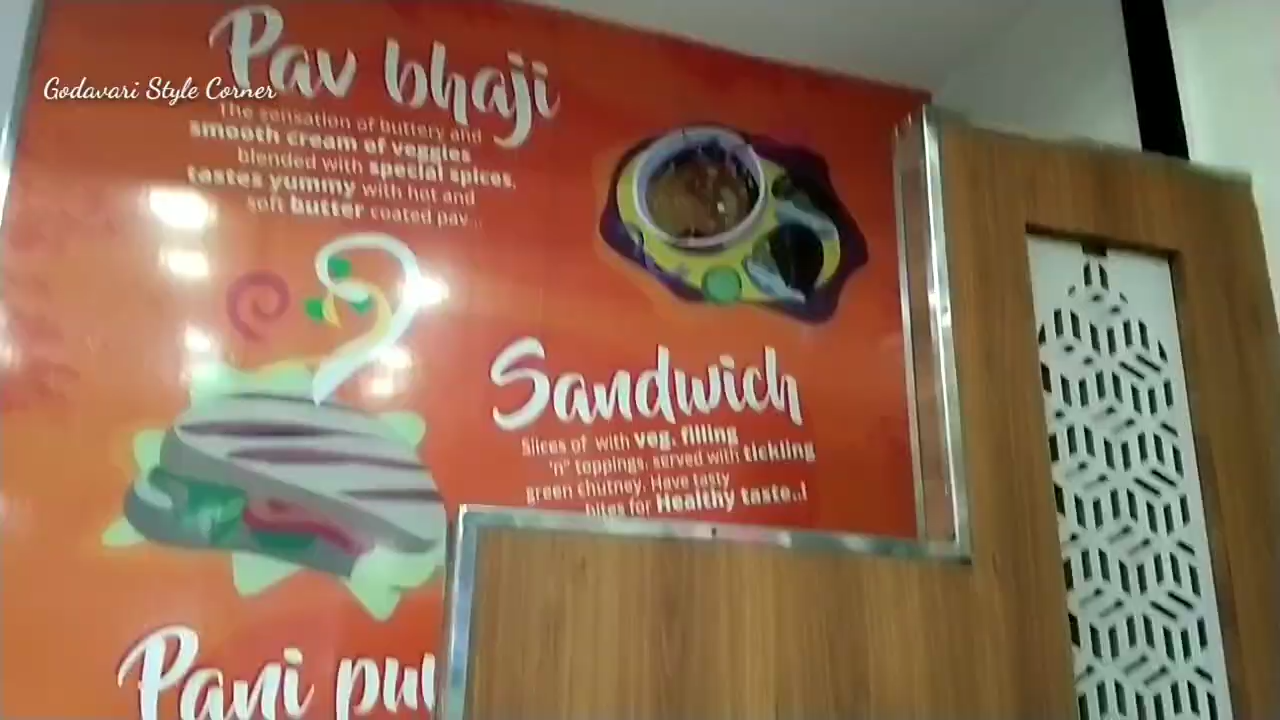 Godavari Style Corner
Pav bhaji
The sensation of buttery and
smooth cream of veggies
blended with special spices,
tastes yummy with hot and
soft butter coated pav...
Sandwich
Slices of with veg. filling
'n' toppings, served with tickling
green chutney. Have tasty
bites for Healthy taste..!
Pani